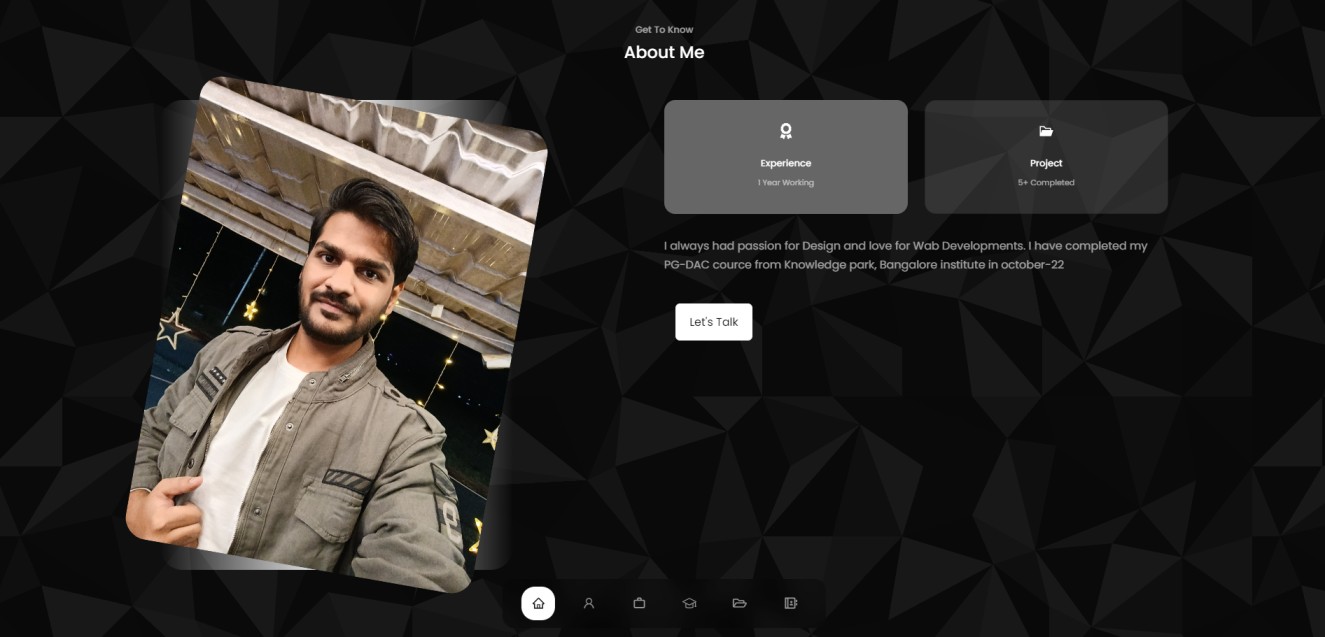 Get To Know
About Me
Experience
1 Year Working
Project
5+ Completed
I always had passion for Design and love for Wab Developments. I have completed my
PG-DAC cource from Knowledge park, Bangalore institute in october-22
Let's Talk